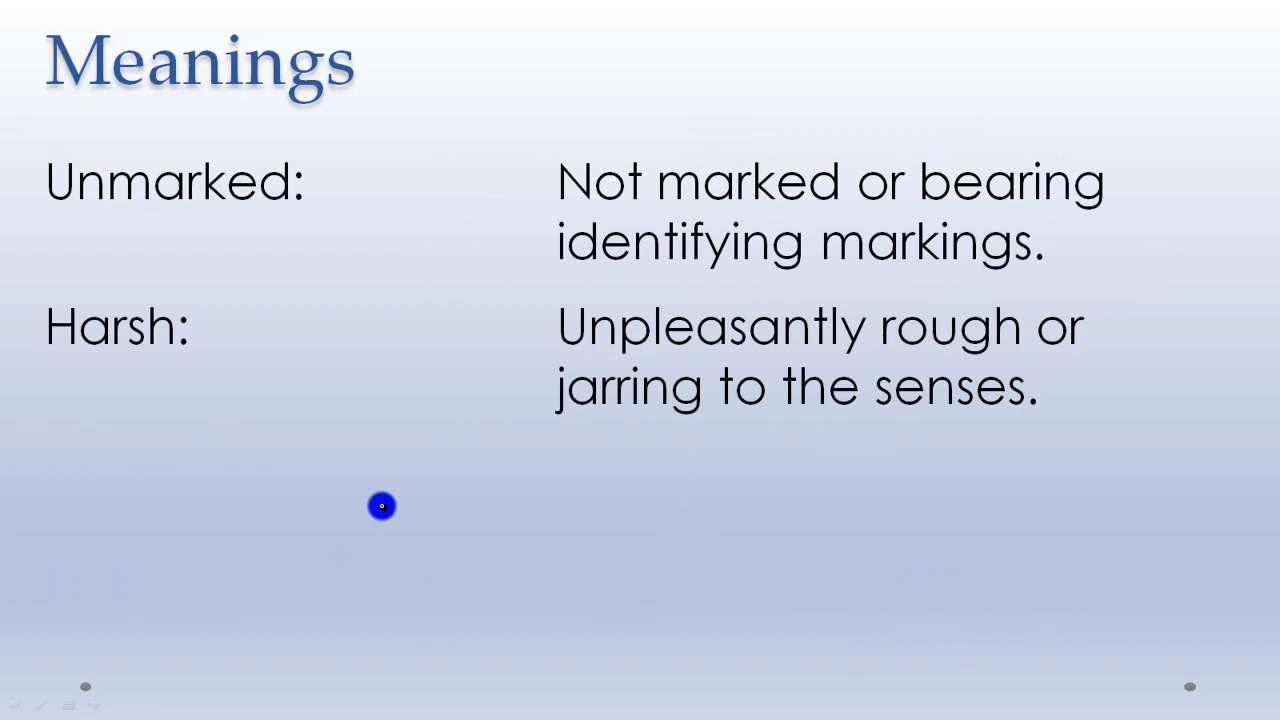 Meanings
Unmarked: Not marked or bearing
identifying markings.
Harsh: Unpleasantly rough or
jarring to the senses.